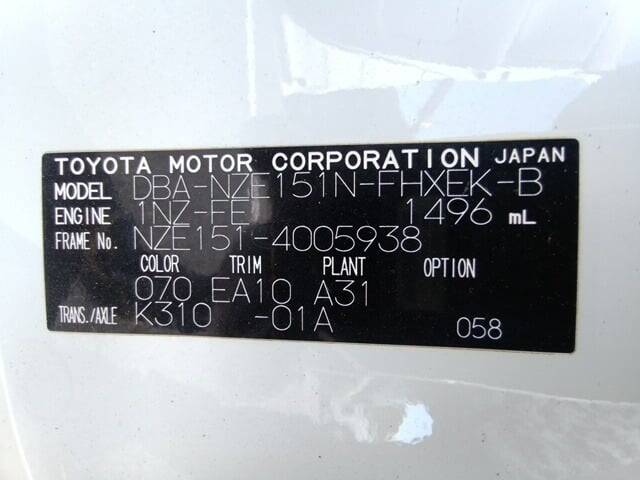 TOYOTA MOTOR CORPORATION JAPAN
MODEL DBA-NZE151N-FHXEK-B
ENGINE 1NZ-FE 1496 mL
FRAME No. NZE151-4005938
COLOR TRIM PLANT OPTION
070 EA10 A31
TRANS./AXLE K310 -01A 058